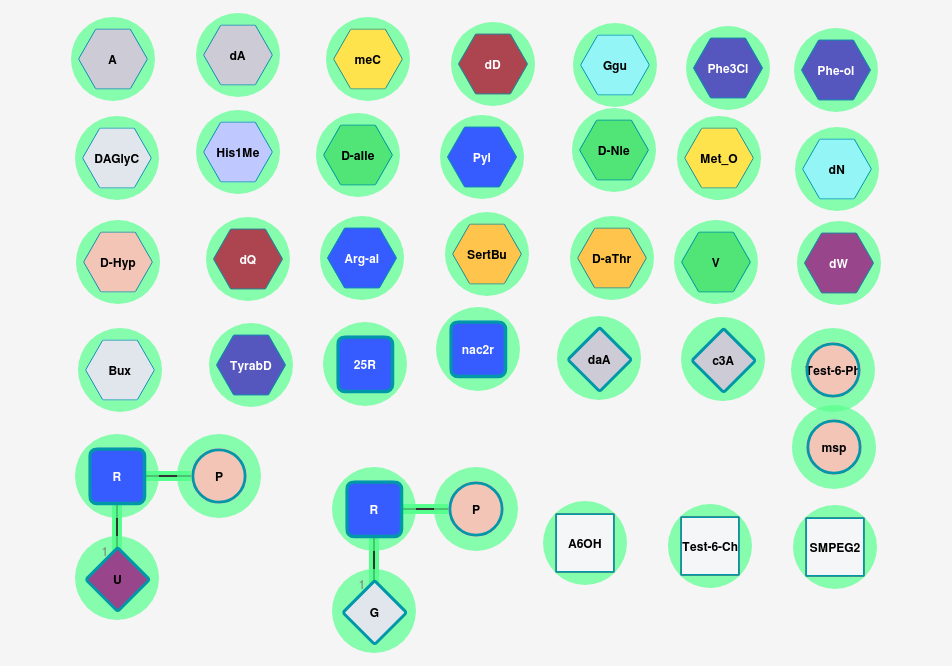 A dA meC dD Ggu Phe3Cl Phe-ol
DAGlyC His1Me D-aIle Pyl D-Nle Met_O dN
D-Hyp dQ Arg-al SertBu D-aThr V dW
Bux TyrabD 25R nac2r daA c3A Test-6-Ph
msp
R P
R P
A6OH Test-6-Ch SMPEG2
1
U
1
G